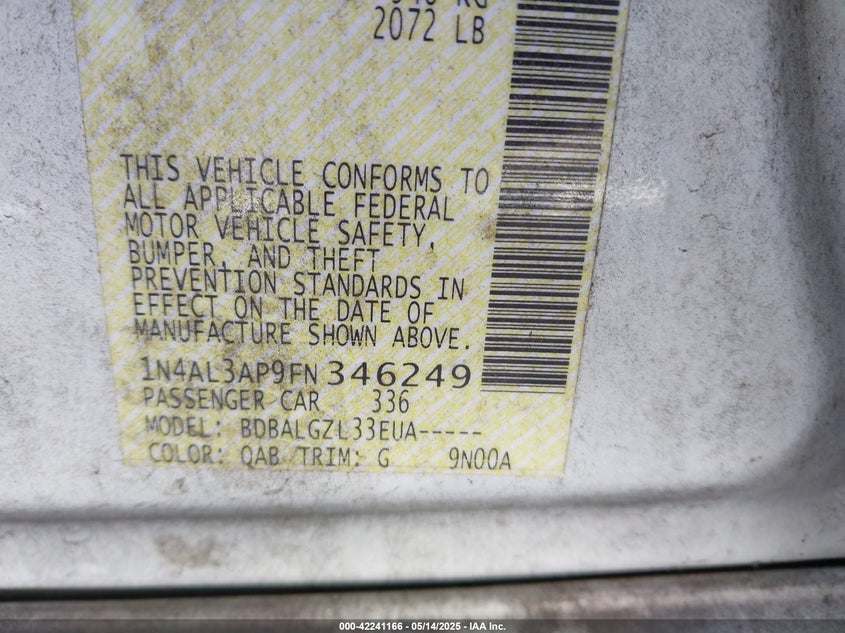 2072 LB
THIS VEHICLE CONFORMS TO
ALL APPLICABLE FEDERAL
MOTOR VEHICLE SAFETY,
BUMPER, AND THEFT
PREVENTION STANDARDS IN
EFFECT ON THE DATE OF
MANUFACTURE SHOWN ABOVE.
1N4AL3AP9FN346249
PASSENGER CAR 336
MODEL: BDBALGZL33EUA-----
COLOR: QAB TRIM: G 9N00A
000-42241166 - 05/14/2025 - IAA Inc.